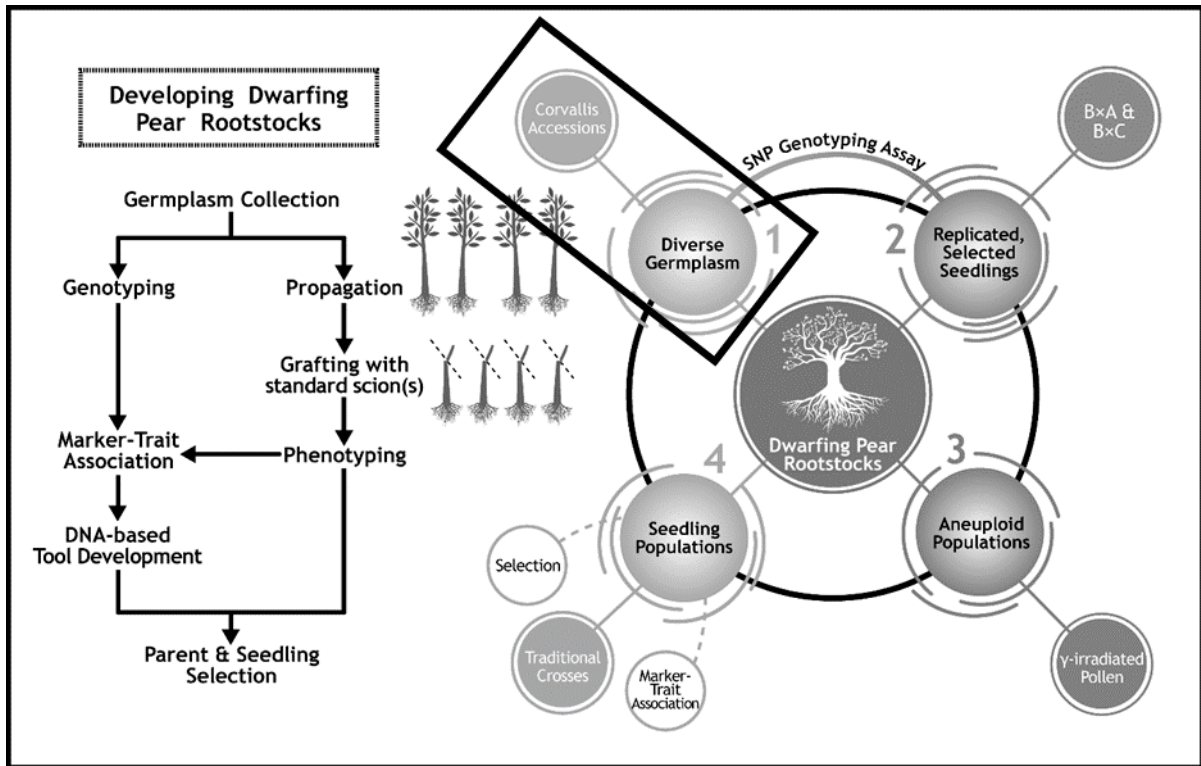 Developing Dwarfing
Pear Rootstocks
Germplasm Collection
Genotyping
Propagation
Grafting with
standard scion(s)
Marker-Trait
Association
Phenotyping
DNA-based
Tool Development
Parent & Seedling
Selection
Corvallis
Accessions
SNP Genotyping Assay
B×A &
B×C
Diverse
Germplasm
1
2
Replicated,
Selected
Seedlings
Dwarfing Pear
Rootstocks
4
3
Seedling
Populations
Aneuploid
Populations
Selection
Traditional
Crosses
Marker-
Trait
Association
γ-irradiated
Pollen